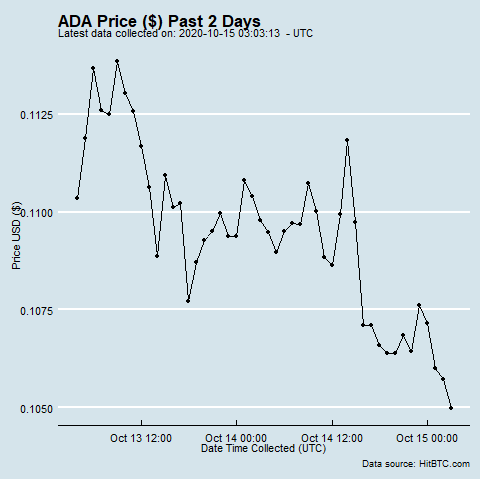 ADA Price ($) Past 2 Days
Latest data collected on: 2020-10-15 03:03:13  - UTC
0.1125
0.1100
0.1075
0.1050
Price USD ($)
Oct 13 12:00
Oct 14 00:00
Oct 14 12:00
Oct 15 00:00
Date Time Collected (UTC)
Data source: HitBTC.com